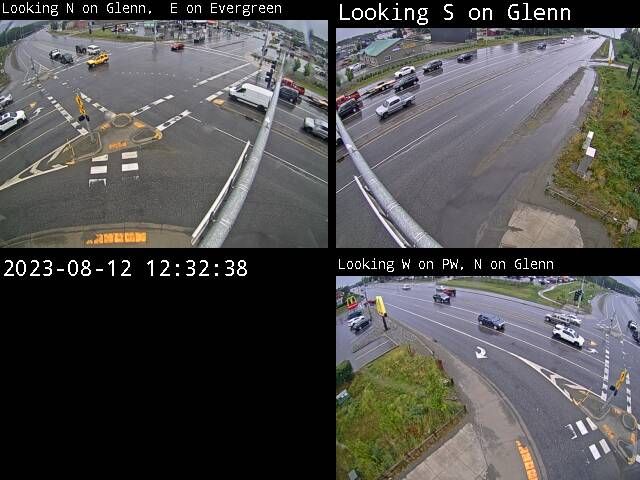 Looking N on Glenn, E on Evergreen
Looking S on Glenn
2023-08-12 12:32:38
Looking W on PW, N on Glenn